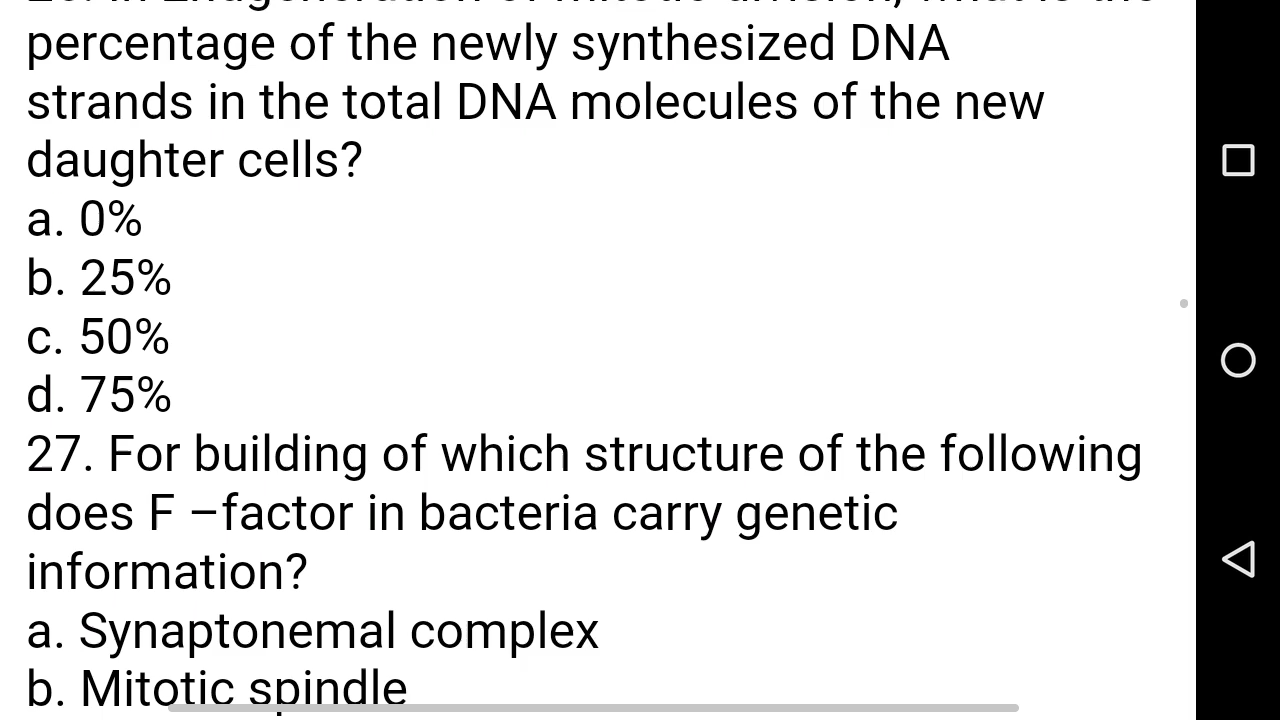 percentage of the newly synthesized DNA
strands in the total DNA molecules of the new
daughter cells?
a. 0%
b. 25%
c. 50%
d. 75%
27. For building of which structure of the following
does F –factor in bacteria carry genetic
information?
a. Synaptonemal complex
b. Mitotic spindle